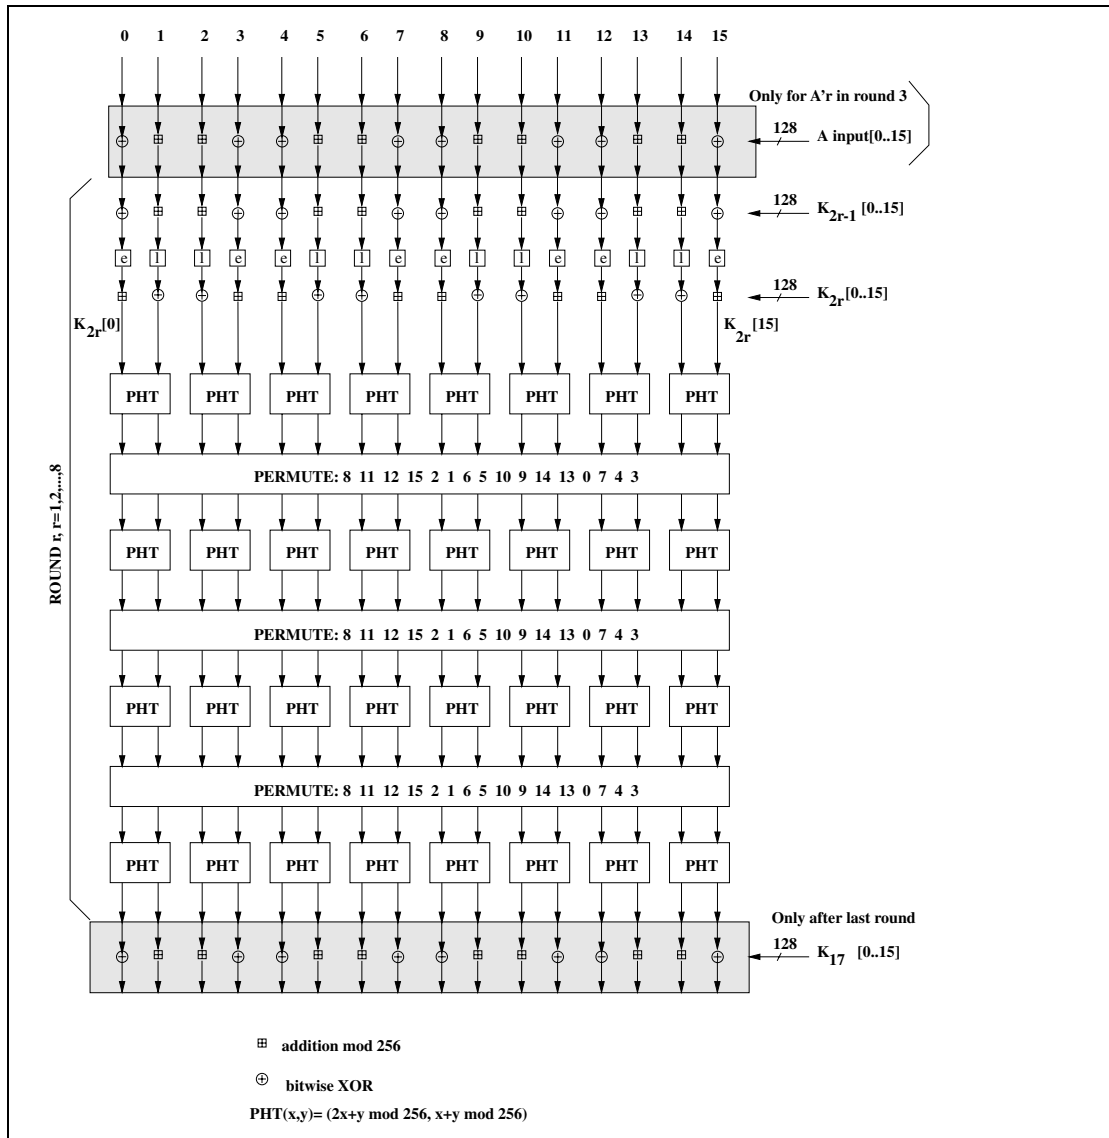 0 1 2 3 4 5 6 7 8 9 10 11 12 13 14 15
Only for A'r in round 3
128 A input[0..15]
128 K2r-1 [0..15]
e l l e e l l e e l l e e l l e
128 K2r [0..15]
K2r[0] K2r[15]
PHT PHT PHT PHT PHT PHT PHT PHT
PERMUTE: 8 11 12 15 2 1 6 5 10 9 14 13 0 7 4 3
PHT PHT PHT PHT PHT PHT PHT PHT
ROUND r, r=1,2,...,8
PERMUTE: 8 11 12 15 2 1 6 5 10 9 14 13 0 7 4 3
PHT PHT PHT PHT PHT PHT PHT PHT
PERMUTE: 8 11 12 15 2 1 6 5 10 9 14 13 0 7 4 3
PHT PHT PHT PHT PHT PHT PHT PHT
Only after last round
128 K17 [0..15]
addition mod 256
bitwise XOR
PHT(x,y)= (2x+y mod 256, x+y mod 256)